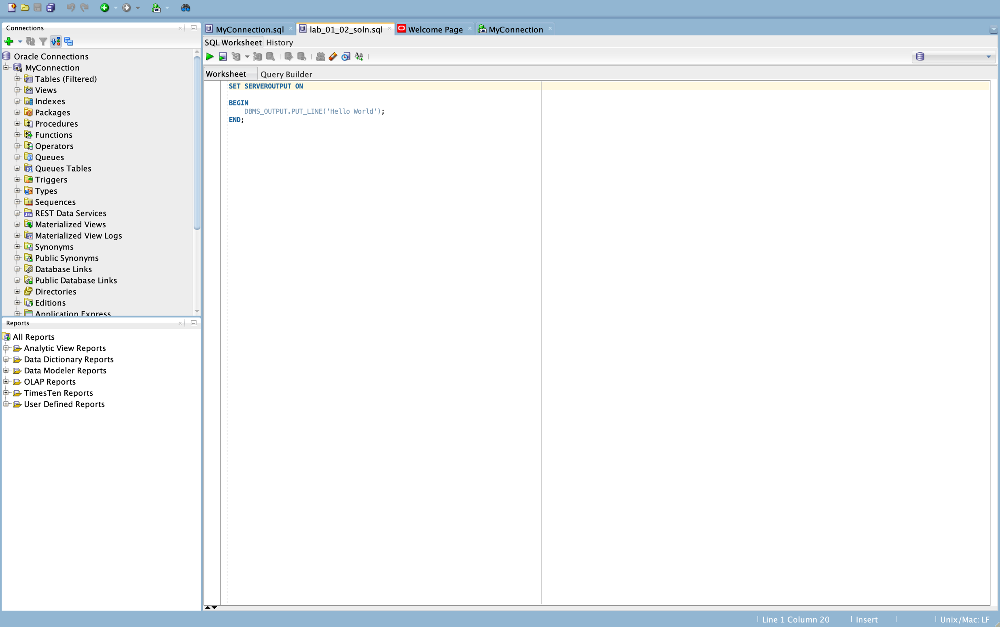 Connections
Oracle Connections
MyConnection
Tables (Filtered)
Views
Indexes
Packages
Procedures
Functions
Operators
Queues
Queues Tables
Triggers
Types
Sequences
REST Data Services
Materialized Views
Materialized View Logs
Synonyms
Public Synonyms
Database Links
Public Database Links
Directories
Editions
Application Express
Reports
All Reports
Analytic View Reports
Data Dictionary Reports
Data Modeler Reports
OLAP Reports
TimesTen Reports
User Defined Reports
MyConnection.sql lab_01_02_soln.sql Welcome Page MyConnection
SQL Worksheet History
Worksheet Query Builder
SET SERVEROUTPUT ON
BEGIN
DBMS_OUTPUT.PUT_LINE('Hello World');
END;
Line 1 Column 20 Insert Unix/Mac: LF